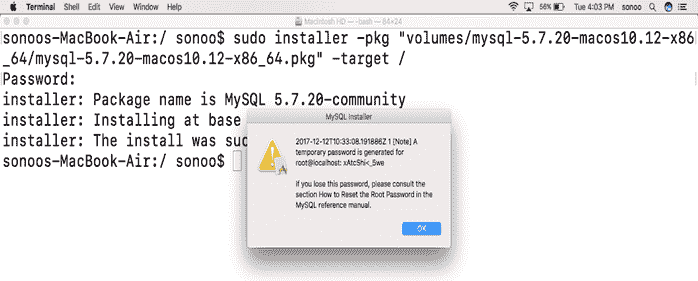 Terminal Shell Edit View Window Help 56% Tue 4:03 PM sonoo
Macintosh HD — -bash — 84×24
sonoos-MacBook-Air:/ sonoo$ sudo installer -pkg "volumes/mysql-5.7.20-macos10.12-x86
_64/mysql-5.7.20-macos10.12-x86_64.pkg" -target /
Password:
installer: Package name is MySQL 5.7.20-community
installer: Installing at base
installer: The install was suc
sonoos-MacBook-Air:/ sonoo$
MySQL Installer
2017-12-12T10:33:08.191886Z 1 [Note] A
temporary password is generated for
root@localhost: xAtcShi<_5we
If you lose this password, please consult the
section How to Reset the Root Password in the
MySQL reference manual.
OK